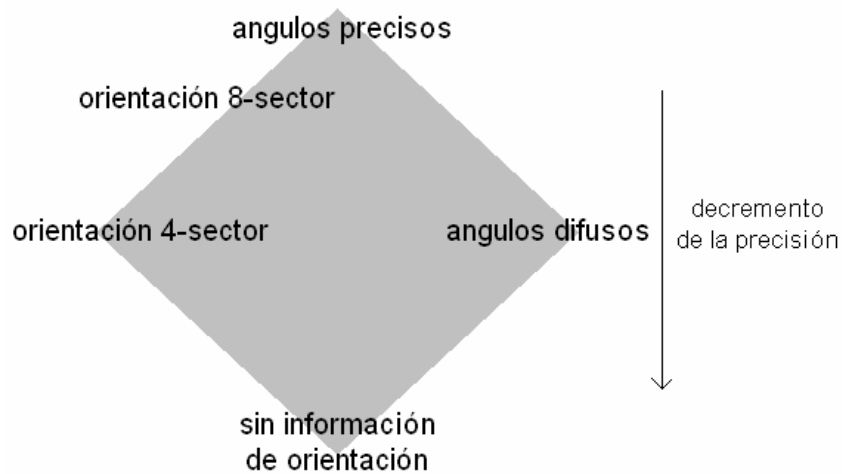 angulos precisos
orientación 8-sector
orientación 4-sector
angulos difusos
decremento
de la precisión
sin información
de orientación